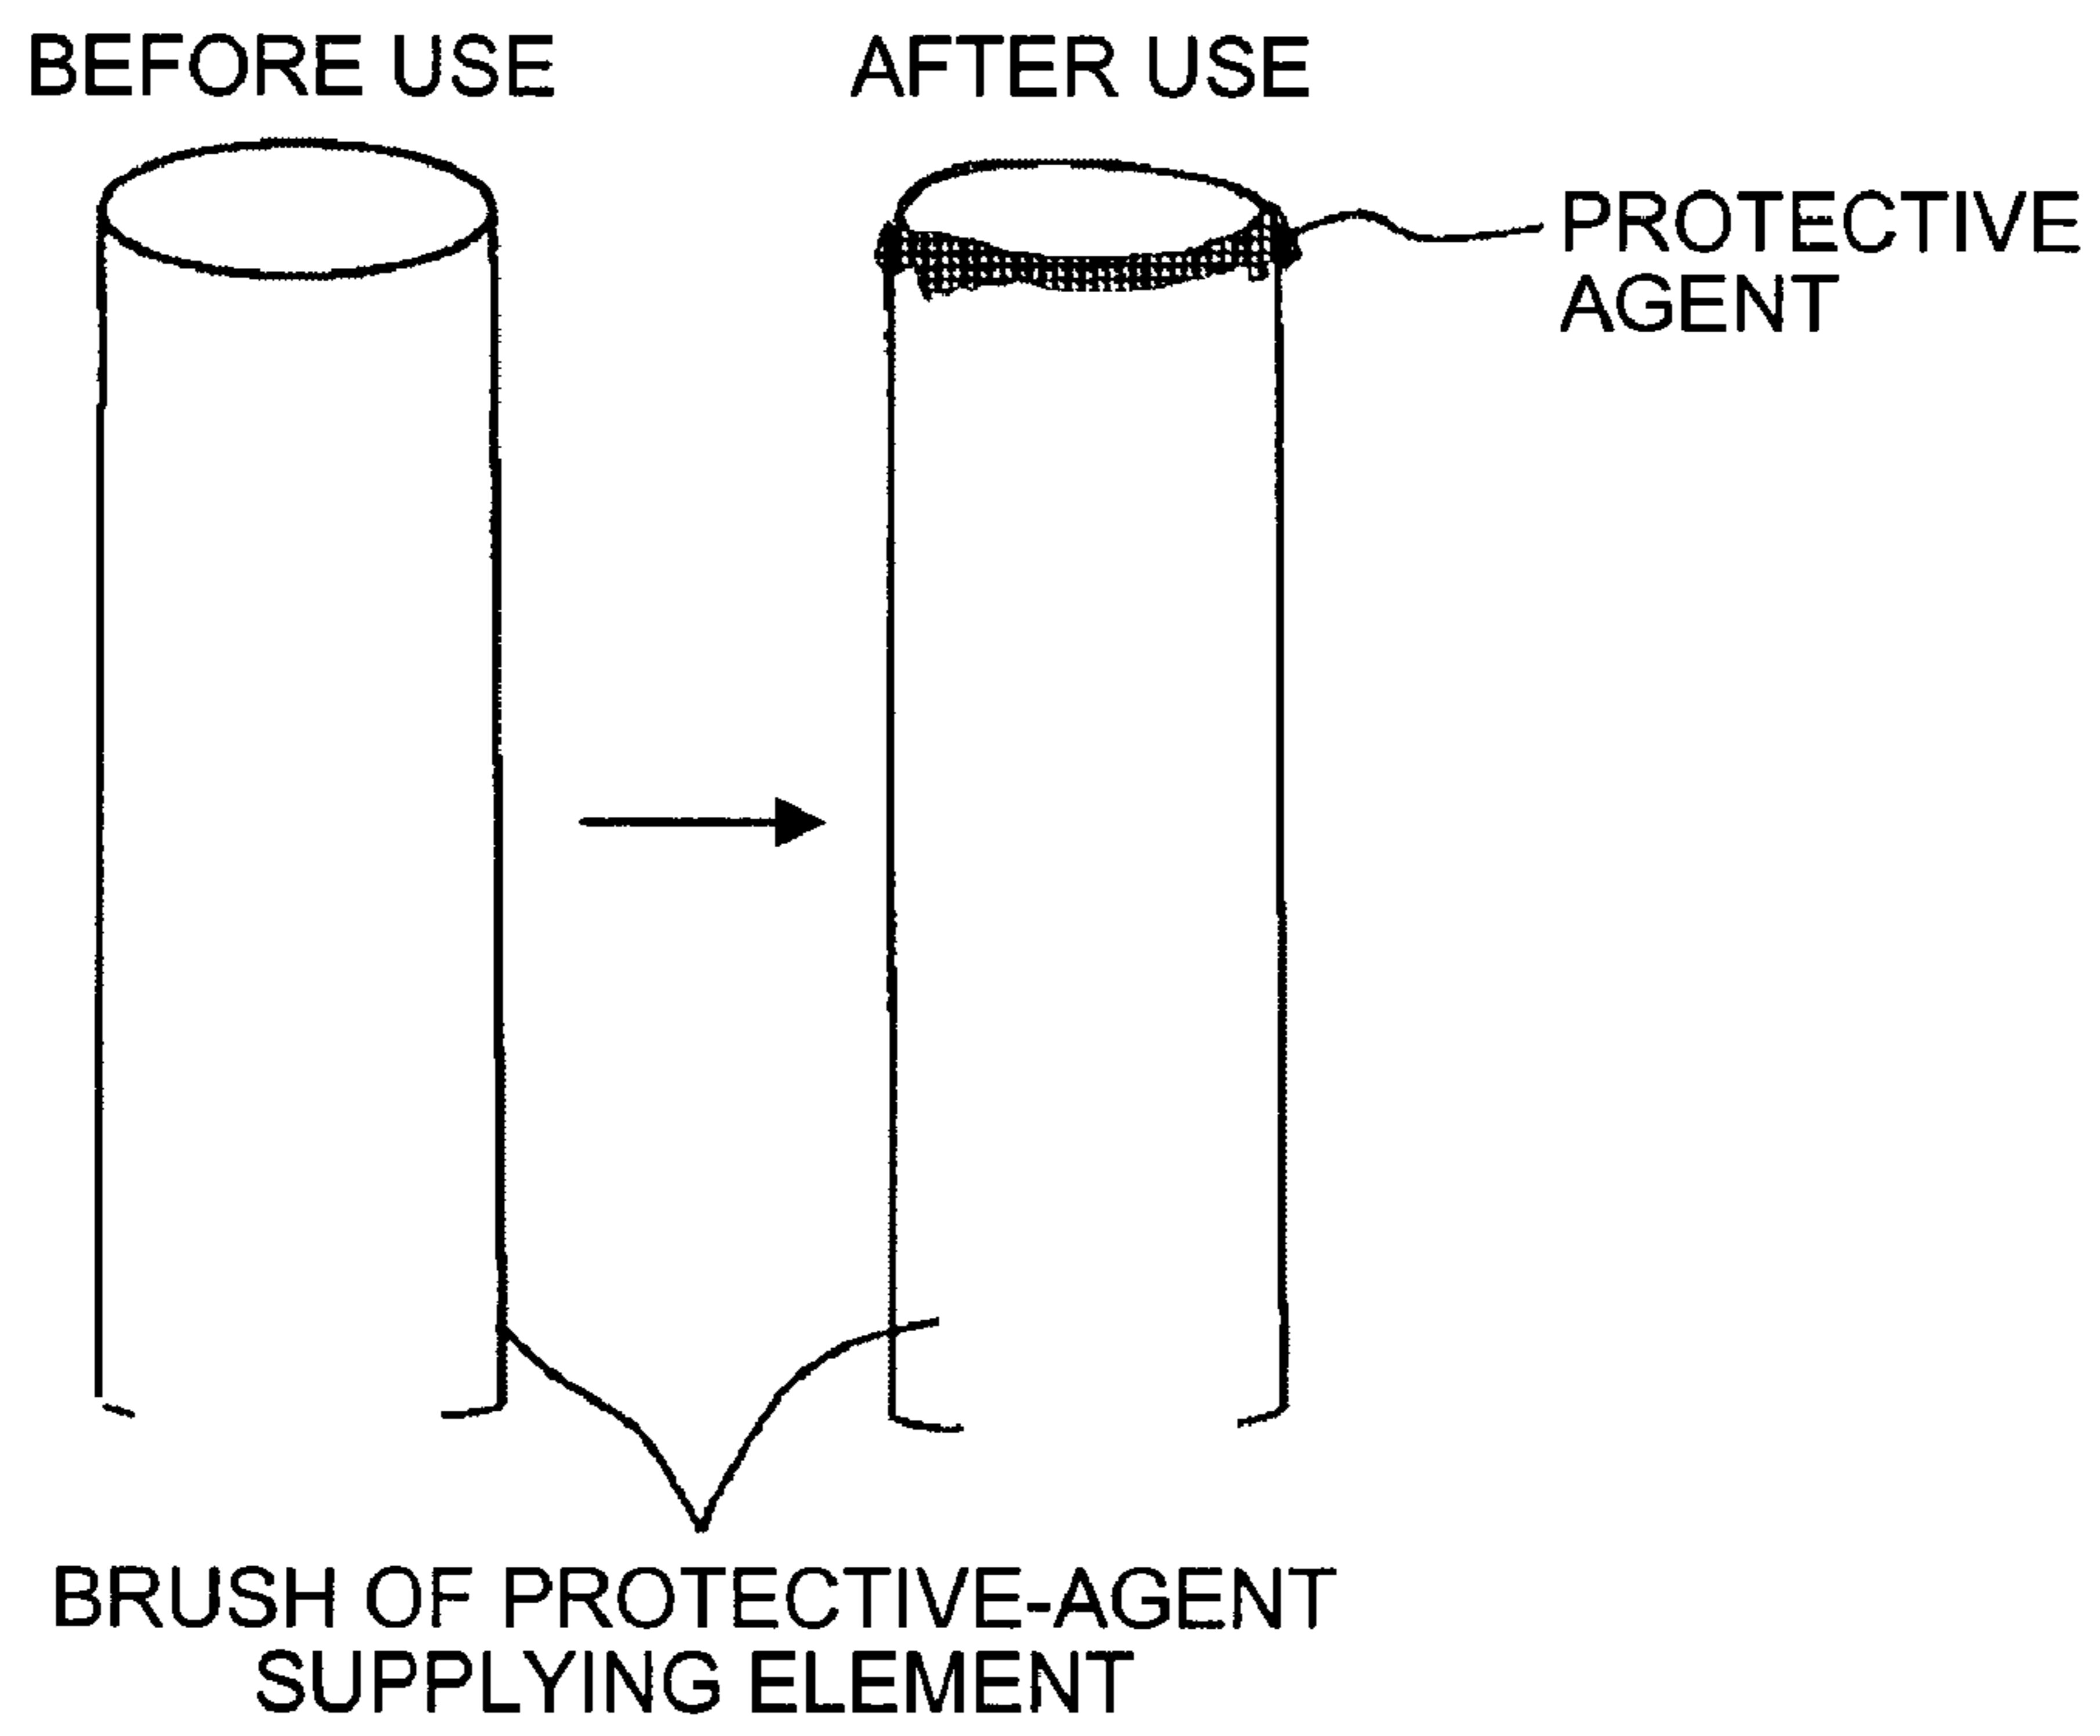 BEFORE USE
AFTER USE
PROTECTIVE
AGENT
BRUSH OF PROTECTIVE-AGENT
SUPPLYING ELEMENT